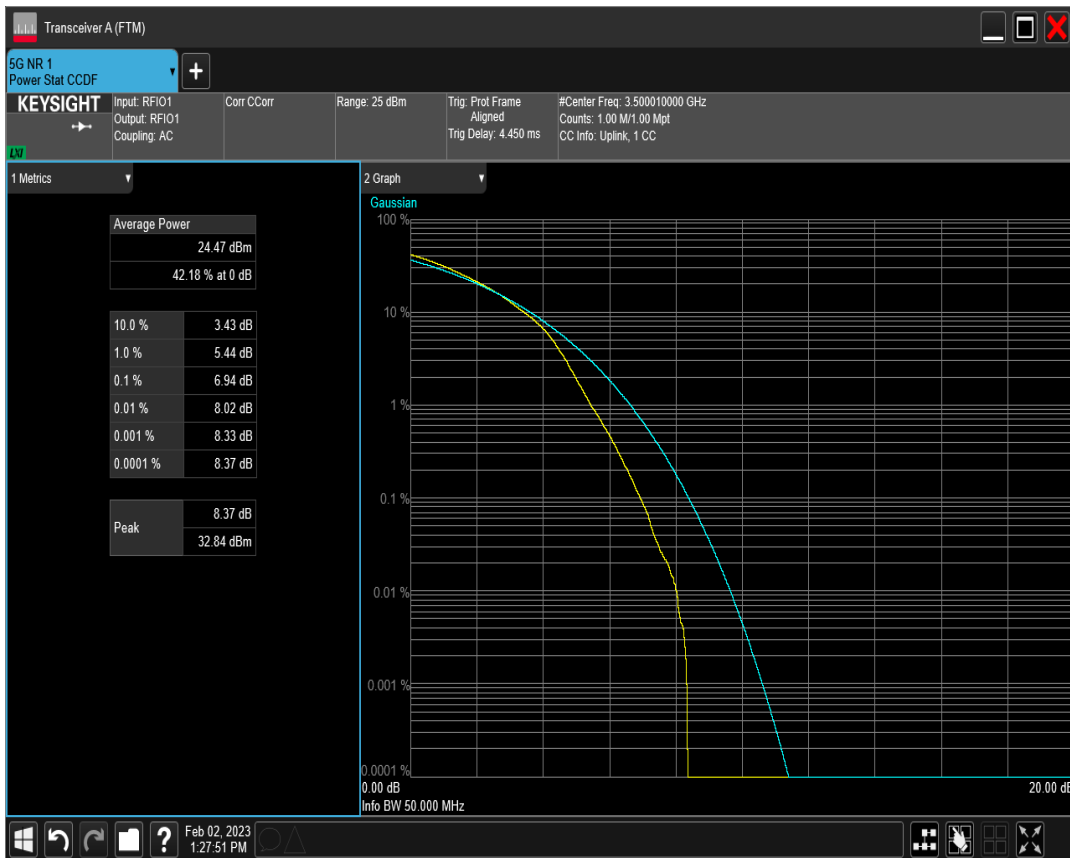 Transceiver A (FTM)
5G NR 1
Power Stat CCDF
+
KEYSIGHT
LXI
Input: RFIO1
Output: RFIO1
Coupling: AC
Corr CCorr
Range: 25 dBm
Trig: Prot Frame
Aligned
Trig Delay: 4.450 ms
#Center Freq: 3.500010000 GHz
Counts: 1.00 M/1.00 Mpt
CC Info: Uplink, 1 CC
1 Metrics
Average Power
24.47 dBm
42.18 % at 0 dB
10.0 % 3.43 dB
1.0 % 5.44 dB
0.1 % 6.94 dB
0.01 % 8.02 dB
0.001 % 8.33 dB
0.0001 % 8.37 dB
Peak
8.37 dB
32.84 dBm
2 Graph
Gaussian
100 %
10 %
1 %
0.1 %
0.01 %
0.001 %
0.0001 %
0.00 dB 20.00 dB
Info BW 50.000 MHz
?
Feb 02, 2023
1:27:51 PM